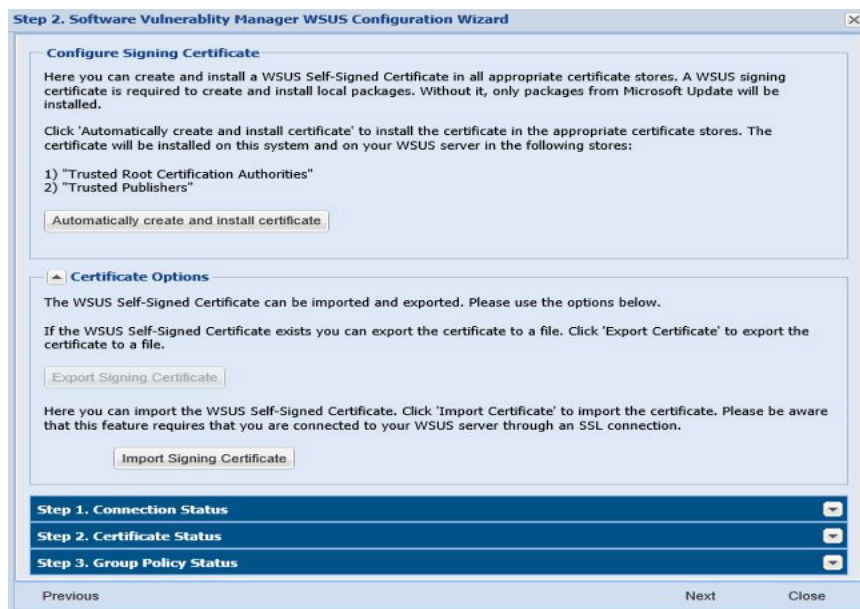 Step 2. Software Vulnerablity Manager WSUS Configuration Wizard
Configure Signing Certificate
Here you can create and install a WSUS Self-Signed Certificate in all appropriate certificate stores. A WSUS signing
certificate is required to create and install local packages. Without it, only packages from Microsoft Update will be
installed.
Click 'Automatically create and install certificate' to install the certificate in the appropriate certificate stores. The
certificate will be installed on this system and on your WSUS server in the following stores:
1) "Trusted Root Certification Authorities"
2) "Trusted Publishers"
Automatically create and install certificate
Certificate Options
The WSUS Self-Signed Certificate can be imported and exported. Please use the options below.
If the WSUS Self-Signed Certificate exists you can export the certificate to a file. Click 'Export Certificate' to export the
certificate to a file.
Export Signing Certificate
Here you can import the WSUS Self-Signed Certificate. Click 'Import Certificate' to import the certificate. Please be aware
that this feature requires that you are connected to your WSUS server through an SSL connection.
Import Signing Certificate
Step 1. Connection Status
Step 2. Certificate Status
Step 3. Group Policy Status
Previous Next Close